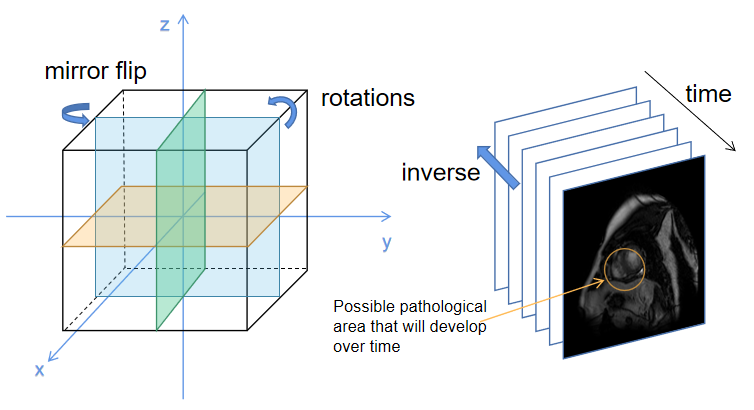 z
mirror flip
rotations
y
x
time
inverse
Possible pathological
area that will develop
over time